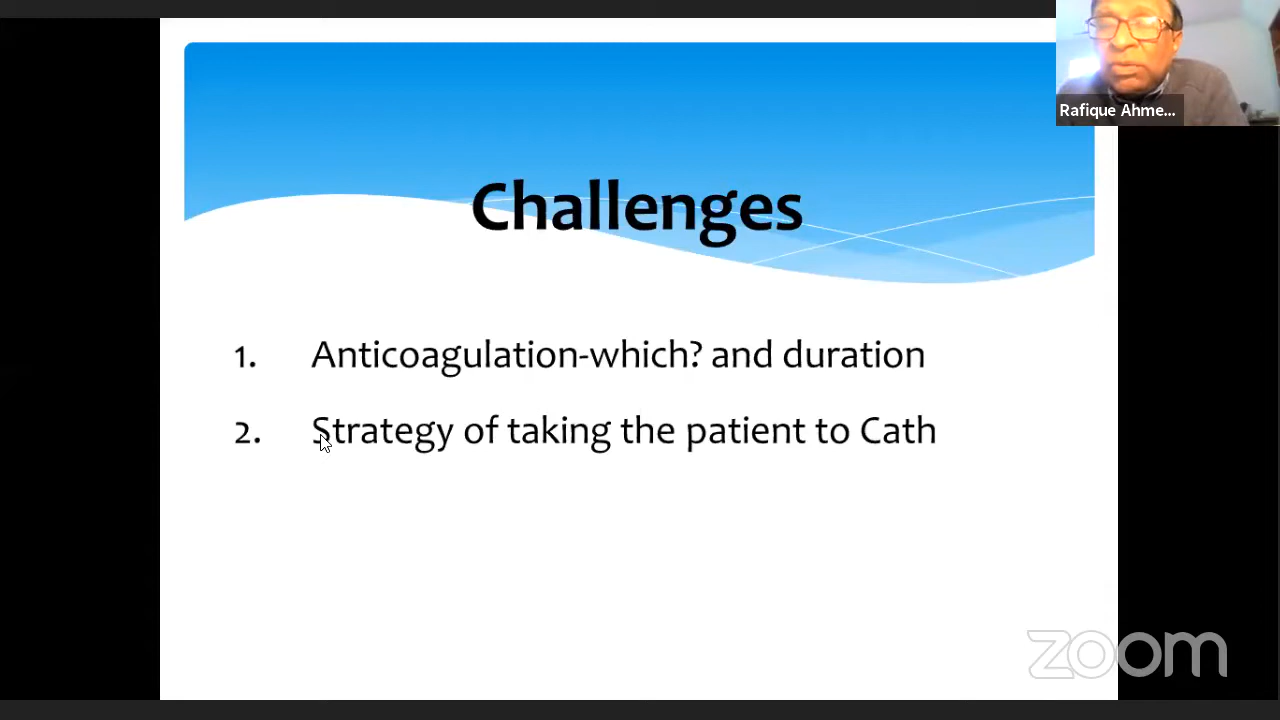 Rafique Ahme...
Challenges
1. Anticoagulation-which? and duration
2. Strategy of taking the patient to Cath
zoom